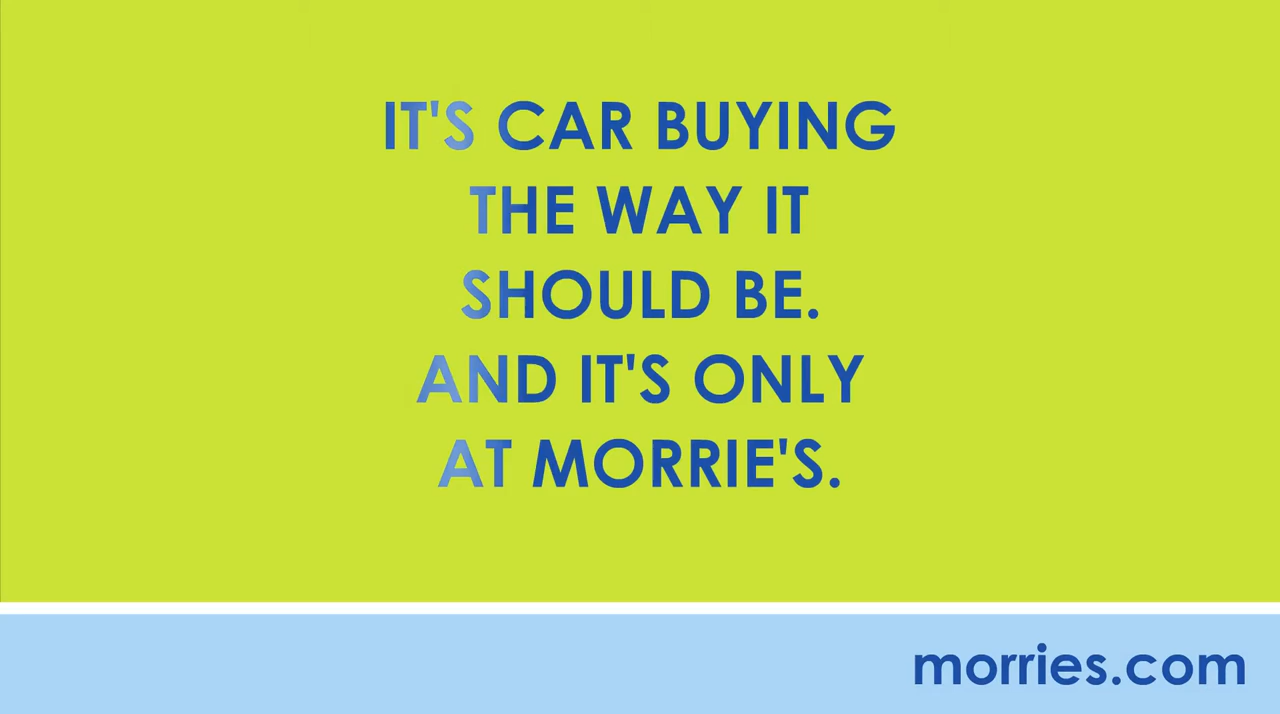 IT'S CAR BUYING
THE WAY IT
SHOULD BE.
AND IT'S ONLY
AT MORRIE'S.
morries.com